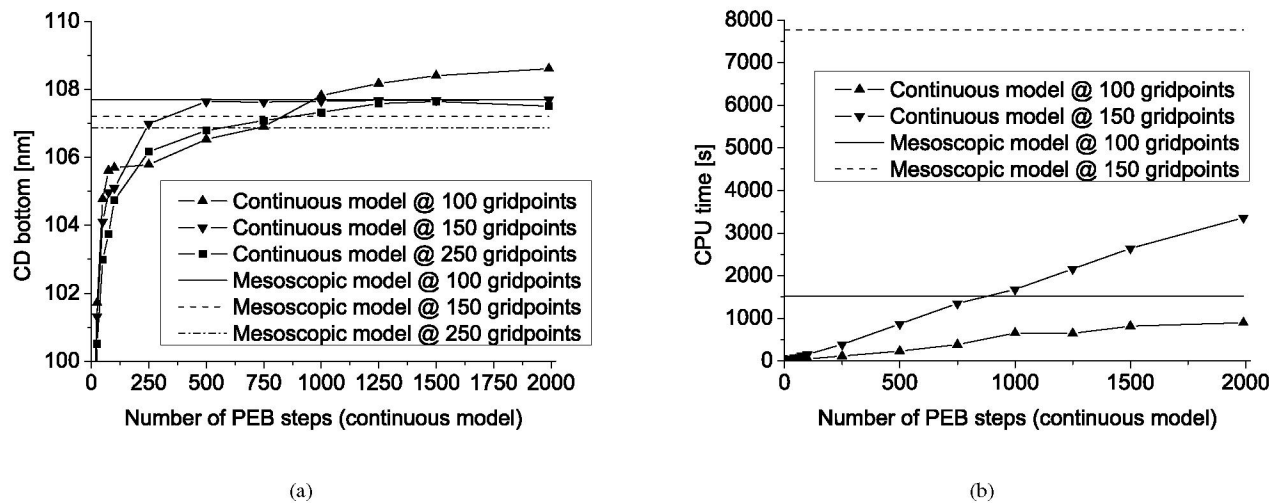 108
106
104
102
100
CD bottom [nm]
Continuous model @ 100 gridpoints
Continuous model @ 150 gridpoints
Continuous model @ 250 gridpoints
Mesoscopic model @ 100 gridpoints
Mesoscopic model @ 150 gridpoints
Mesoscopic model @ 250 gridpoints
0 250 500 750 1000 1250 1500 1750 2000
Number of PEB steps (continuous model)
(a)
8000
7000
6000
5000
4000
3000
2000
1000
0
CPU time [s]
Continuous model @ 100 gridpoints
Continuous model @ 150 gridpoints
Mesoscopic model @ 100 gridpoints
Mesoscopic model @ 150 gridpoints
0 500 1000 1500 2000
Number of PEB steps (continuous model)
(b)